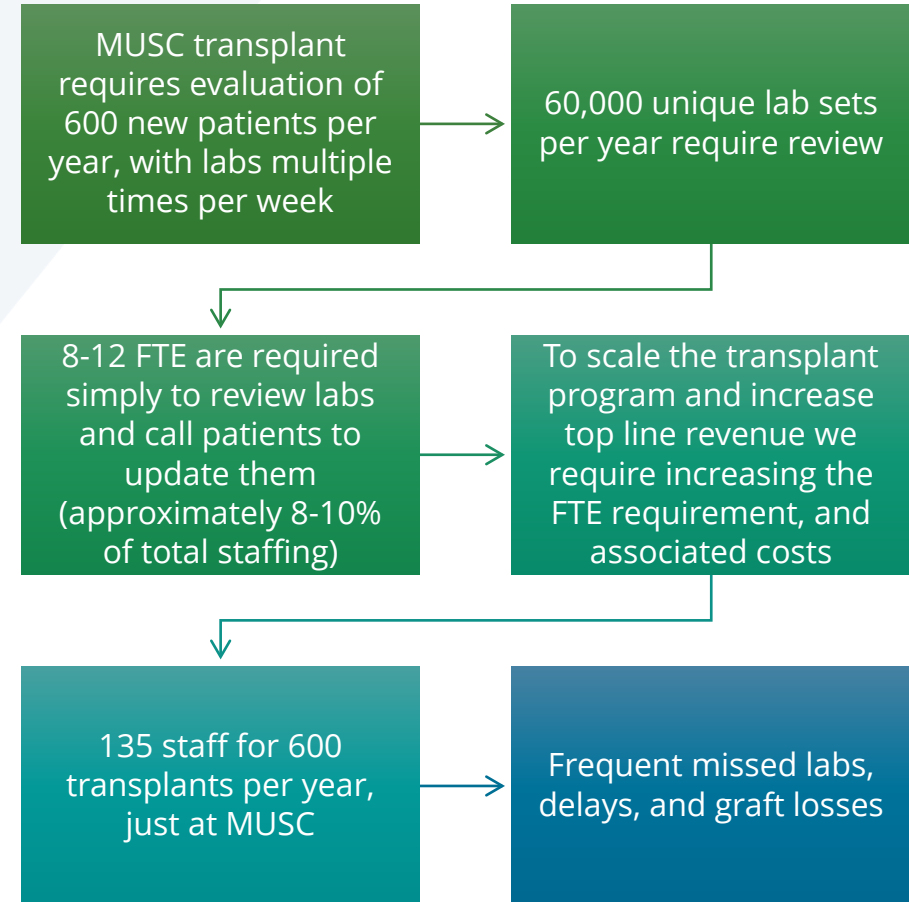 MUSC transplant
requires evaluation of
600 new patients per
year, with labs multiple
times per week
60,000 unique lab sets
per year require review
8-12 FTE are required
simply to review labs
and call patients to
update them
(approximately 8-10%
of total staffing)
To scale the transplant
program and increase
top line revenue we
require increasing the
FTE requirement, and
associated costs
135 staff for 600
transplants per year,
just at MUSC
Frequent missed labs,
delays, and graft losses